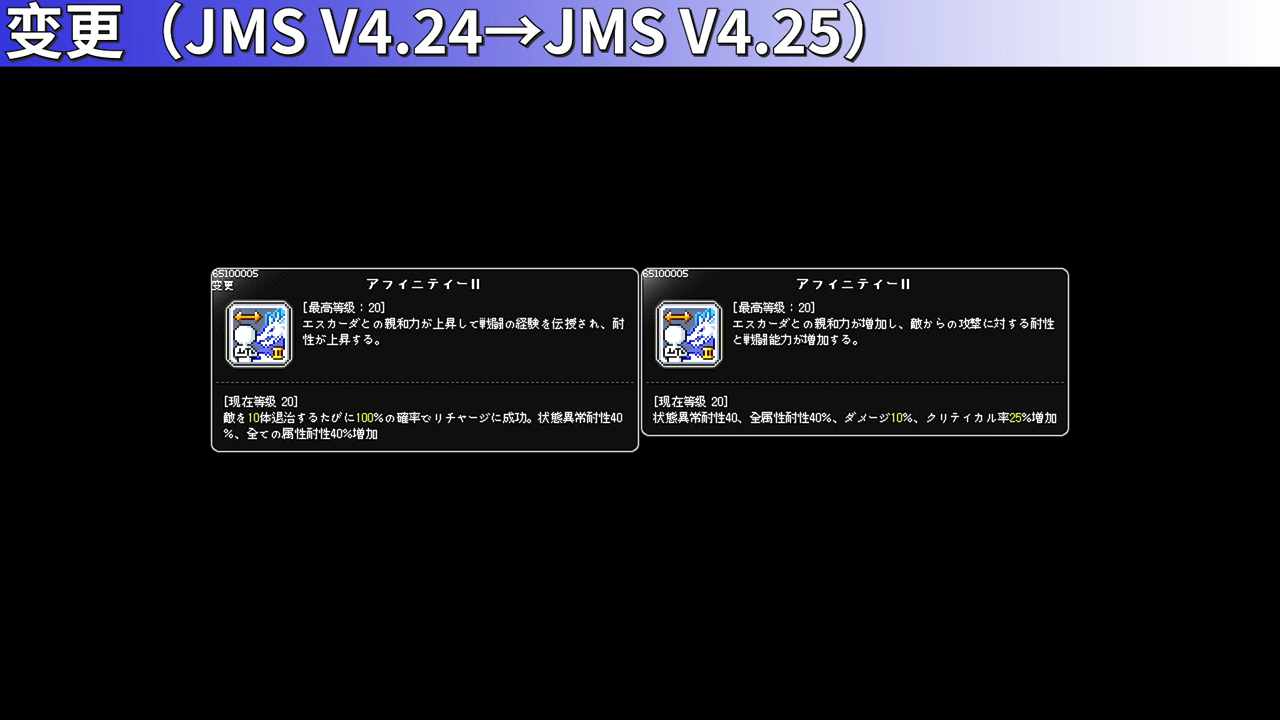 変更（JMS V4.24→JMS V4.25）
65100005
変更
アフィニティーII
[最高等級：20]
エスカーダとの親和力が上昇して戦闘の経験を伝授され、耐
性が上昇する。
[現在等級 20]
敵を10体退治するたびに100%の確率でリチャージに成功。状態異常耐性40
%、全ての属性耐性40%増加
65100005
アフィニティーII
[最高等級：20]
エスカーダとの親和力が増加し、敵からの攻撃に対する耐性
と戦闘能力が増加する。
[現在等級 20]
状態異常耐性40、全属性耐性40%、ダメージ10%、クリティカル率25%増加